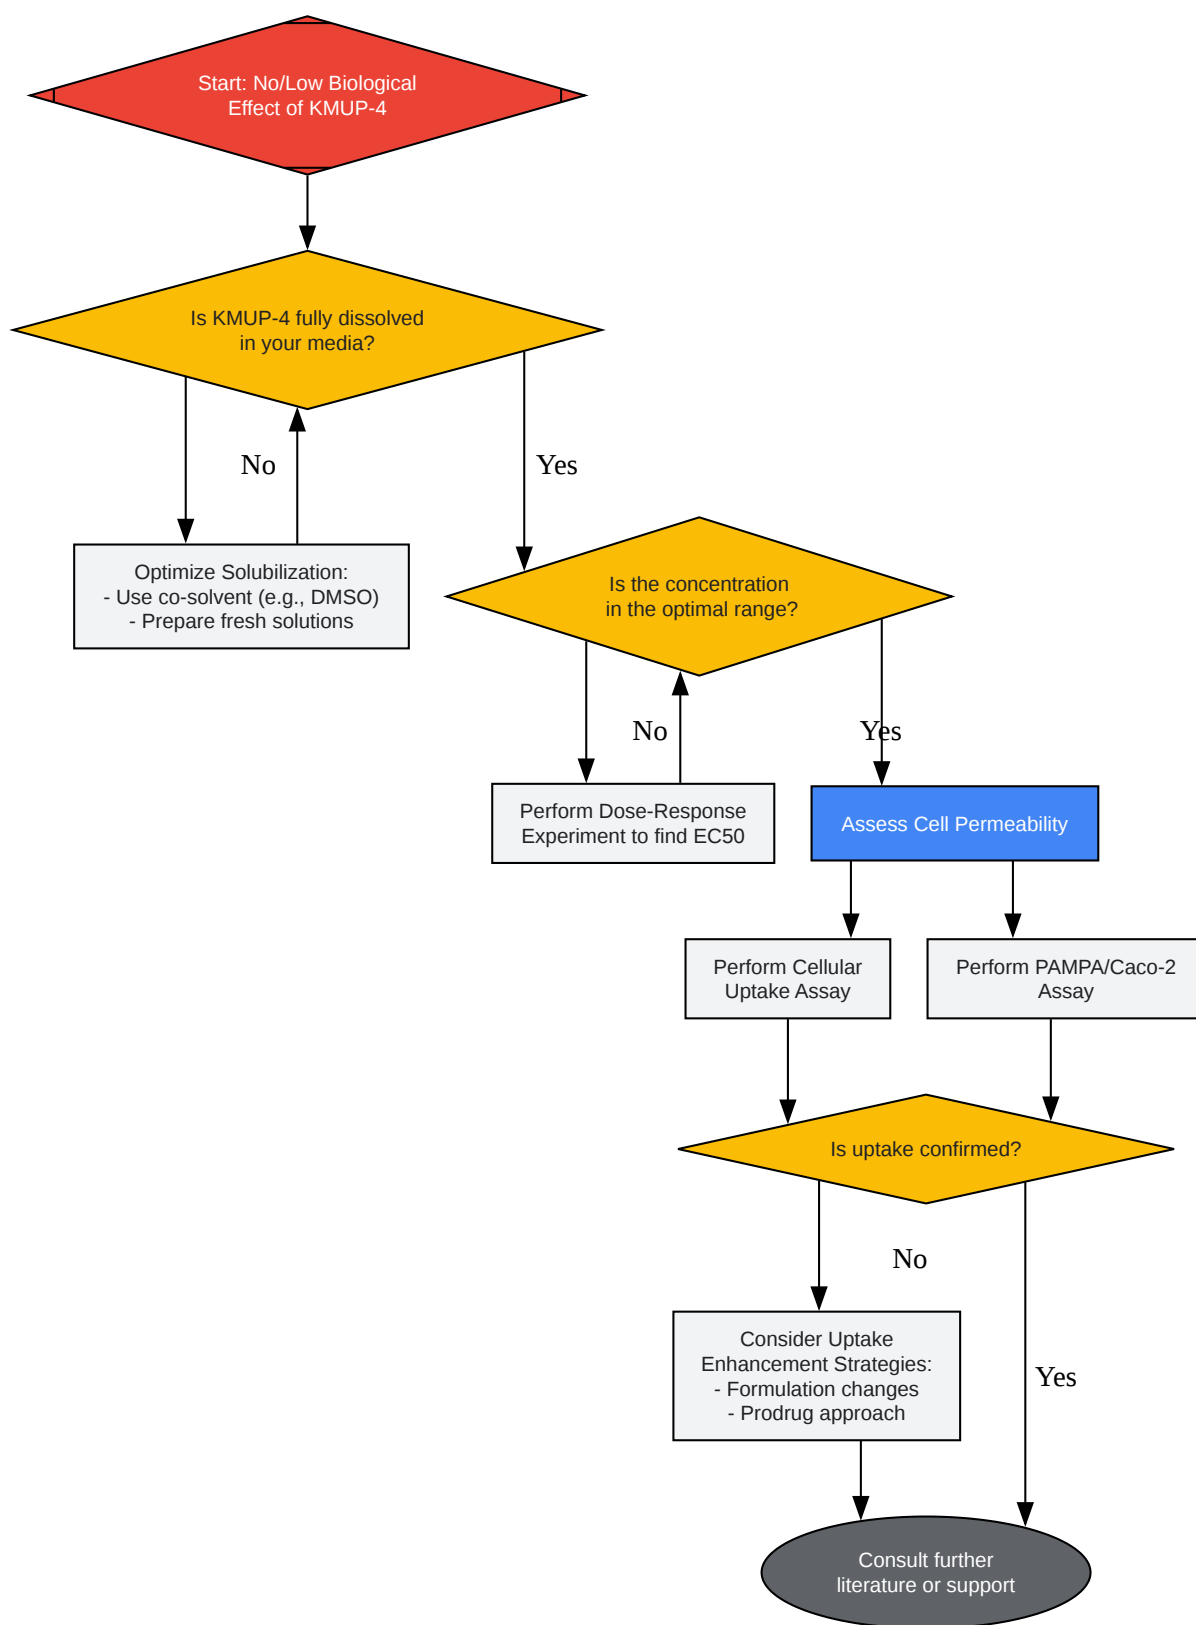 Start: No/Low Biological
Effect of KMUP-4
Is KMUP-4 fully dissolved
in your media?
No
Yes
Optimize Solubilization:
- Use co-solvent (e.g., DMSO)
- Prepare fresh solutions
Is the concentration
in the optimal range?
No
Yes
Perform Dose-Response
Experiment to find EC50
Assess Cell Permeability
Perform Cellular
Uptake Assay
Perform PAMPA/Caco-2
Assay
Is uptake confirmed?
No
Yes
Consider Uptake
Enhancement Strategies:
- Formulation changes
- Prodrug approach
Consult further
literature or support